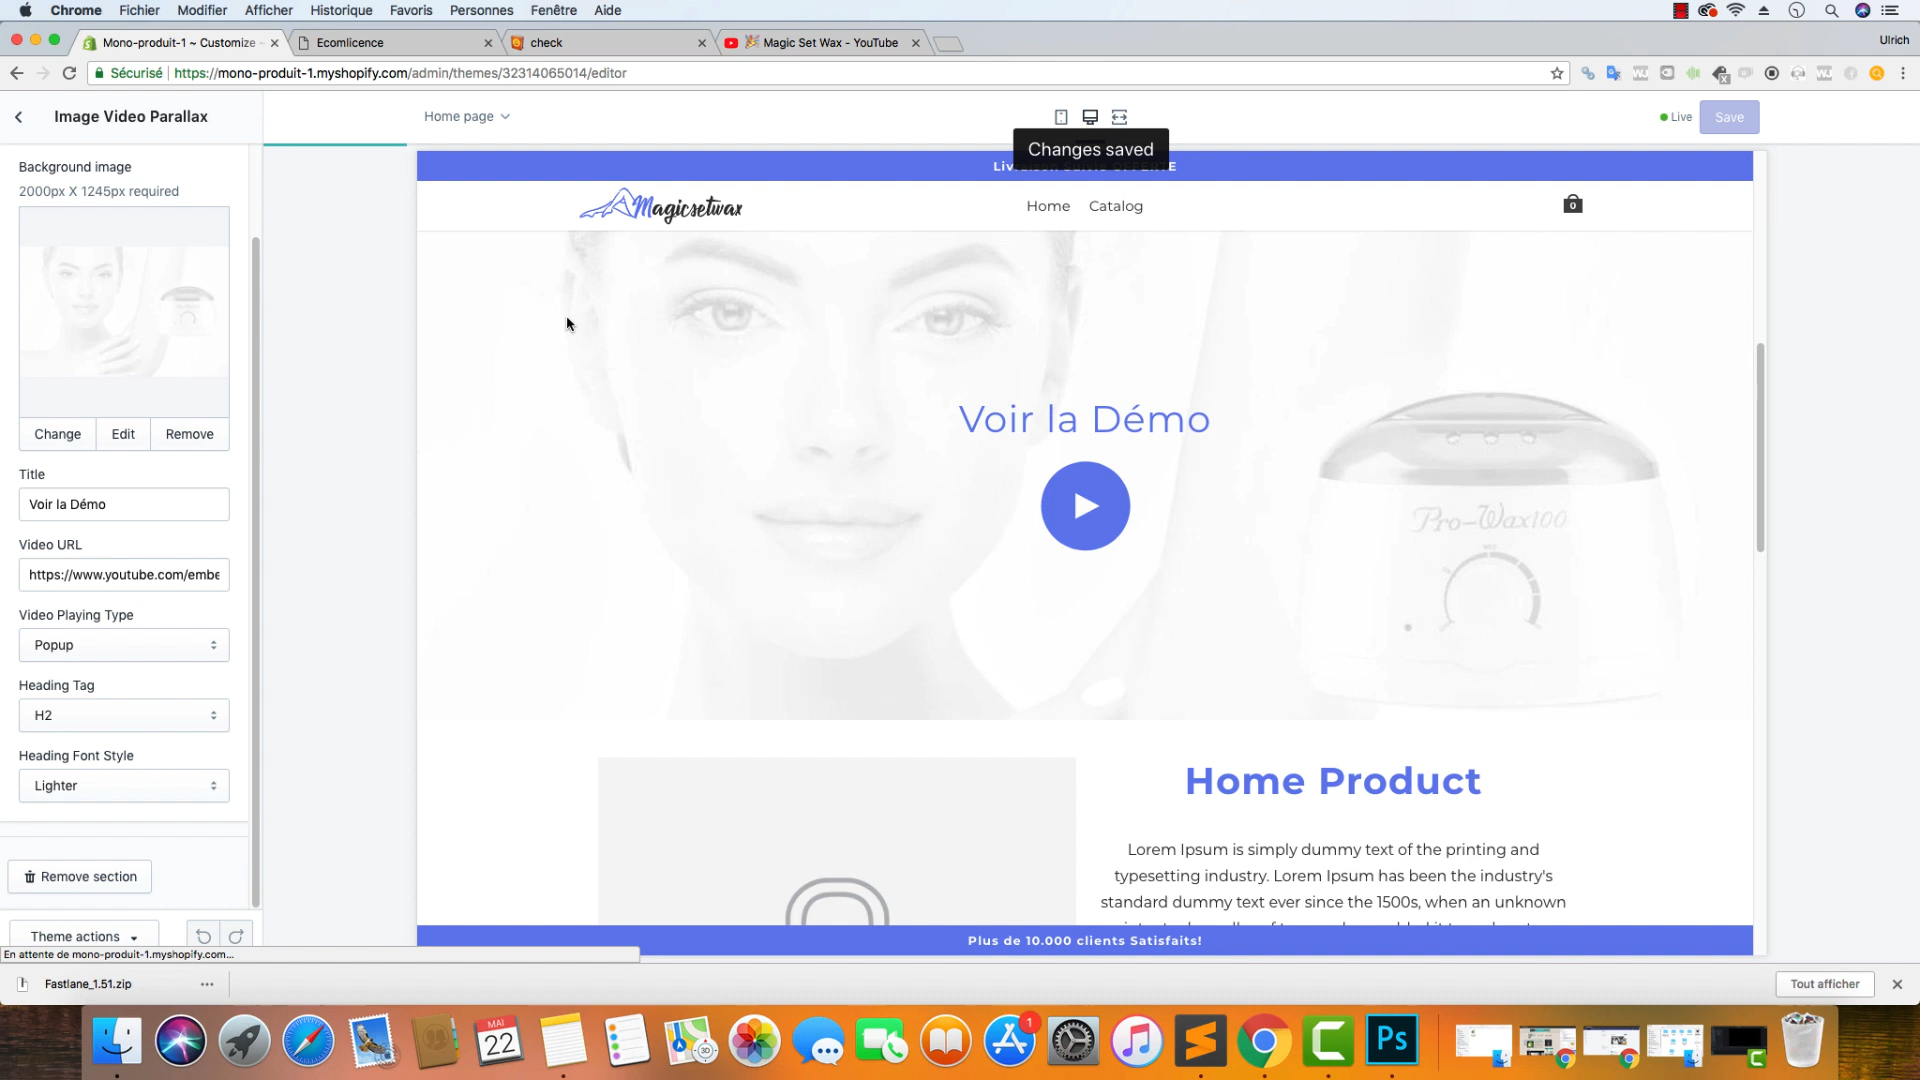 Chrome Fichier Modifier Afficher Historique Favoris Personnes Fenêtre Aide
Mono-produit-1 ~ Customize
Ecomlicence
check
Magic Set Wax - YouTube
Ulrich
Sécurisé | https://mono-produit-1.myshopify.com/admin/themes/32314065014/editor
Image Video Parallax
Home page
Live
Save
Changes saved
Background image
2000px X 1245px required
Change
Edit
Remove
Title
Voir la Démo
Video URL
https://www.youtube.com/embe
Video Playing Type
Popup
Heading Tag
H2
Heading Font Style
Lighter
Remove section
Theme actions
En attente de mono-produit-1.myshopify.com...
Magicsetwax
Home Catalog
0
Voir la Démo
Pro-Wax100
Home Product
Lorem Ipsum is simply dummy text of the printing and
typesetting industry. Lorem Ipsum has been the industry's
standard dummy text ever since the 1500s, when an unknown
Plus de 10.000 clients Satisfaits!
Fastlane_1.51.zip
Tout afficher
MAI
22
3D
1
Ps